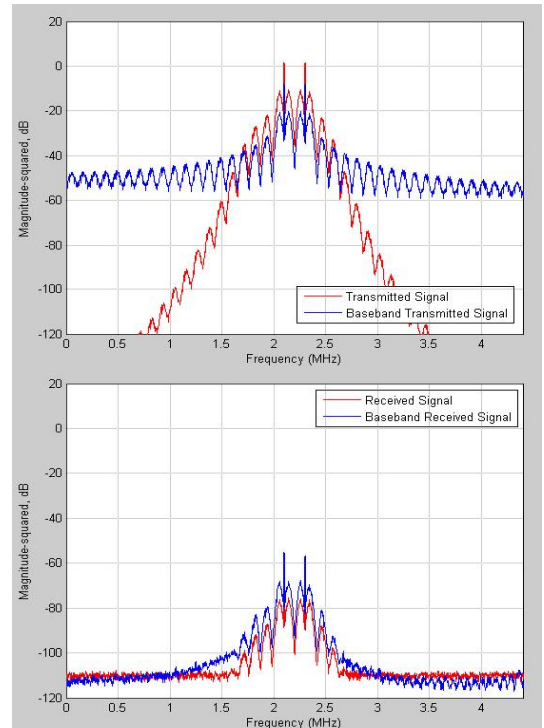 20
0
-20
-40
-60
-80
-100
-120
Magnitude-squared, dB
Transmitted Signal
Baseband Transmitted Signal
0 0.5 1 1.5 2 2.5 3 3.5 4
Frequency (MHz)
Received Signal
Baseband Received Signal
20
0
-20
-40
-60
-80
-100
-120
Magnitude-squared, dB
0 0.5 1 1.5 2 2.5 3 3.5 4
Frequency (MHz)